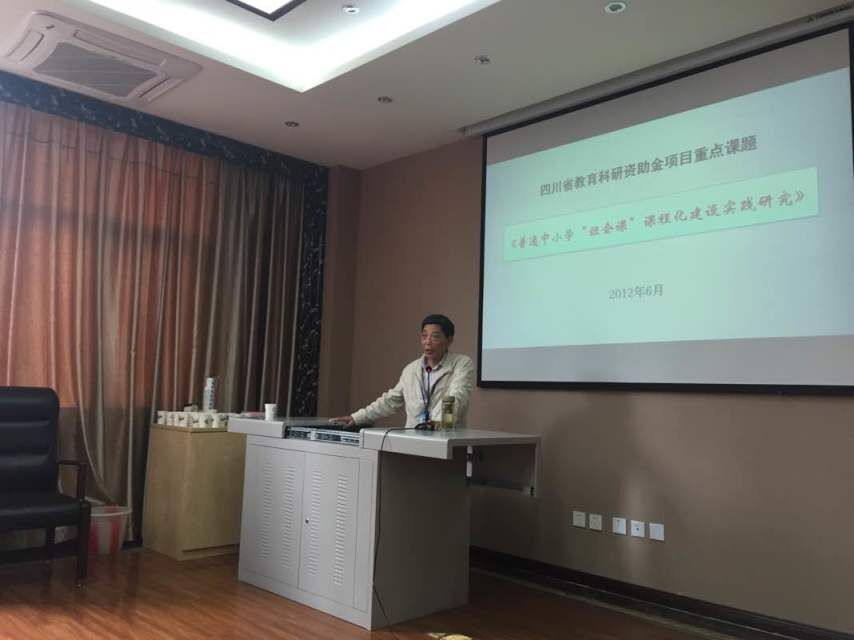 四川省教育科研资助金项目重点课题
《普通中小学“班会课”课程化建设实践研究》
2012年6月